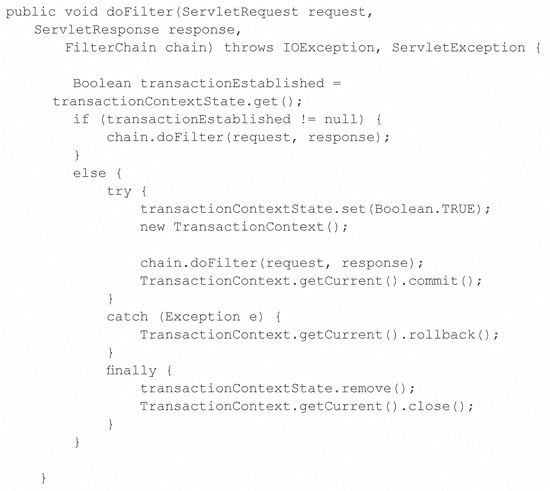 public void doFilter(ServletRequest request,
ServletResponse response,
FilterChain chain) throws IOException, ServletException {
Boolean transactionEstablished =
transactionContextState.get();
if (transactionEstablished != null) {
chain.doFilter(request, response);
}
else {
try {
transactionContextState.set(Boolean.TRUE);
new TransactionContext();
chain.doFilter(request, response);
TransactionContext.getCurrent().commit();
}
catch (Exception e) {
TransactionContext.getCurrent().rollback();
}
finally {
transactionContextState.remove();
TransactionContext.getCurrent().close();
}
}
}